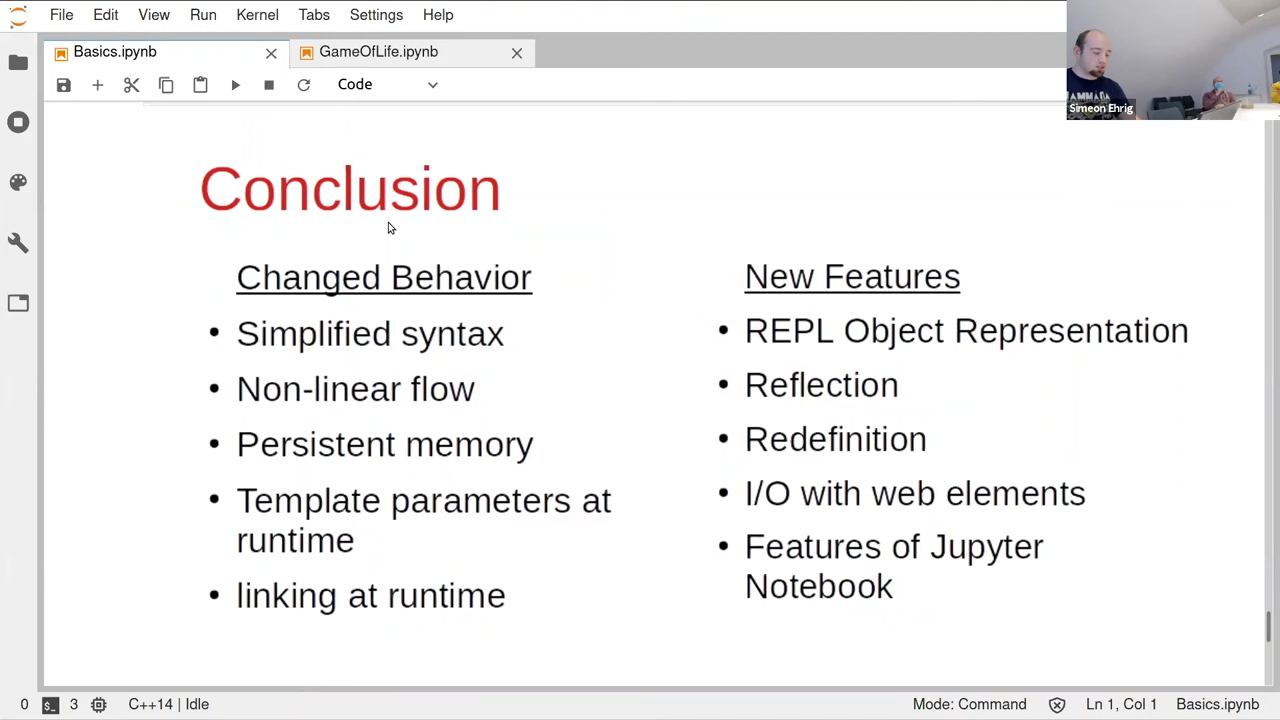 File Edit View Run Kernel Tabs Settings Help
Basics.ipynb
GameOfLife.ipynb
Code
Simeon Ehrig
Conclusion
Changed Behavior
• Simplified syntax
• Non-linear flow
• Persistent memory
• Template parameters at
runtime
• linking at runtime
New Features
• REPL Object Representation
• Reflection
• Redefinition
• I/O with web elements
• Features of Jupyter
Notebook
0 $_ 3 C++14 | Idle Mode: Command Ln 1, Col 1 Basics.ipynb